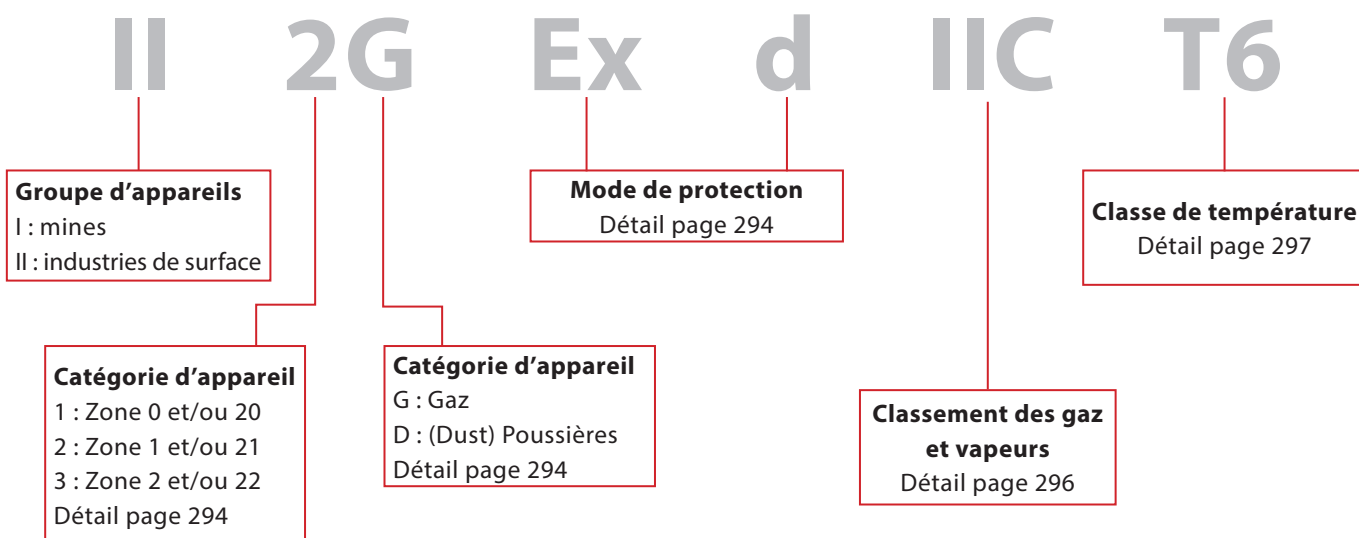 II 2G Ex d IIC T6
Groupe d'appareils
I : mines
II : industries de surface
Mode de protection
Détail page 294
Classe de température
Détail page 297
Catégorie d'appareil
1 : Zone 0 et/ou 20
2 : Zone 1 et/ou 21
3 : Zone 2 et/ou 22
Détail page 294
Catégorie d'appareil
G : Gaz
D : (Dust) Poussières
Détail page 294
Classement des gaz
et vapeurs
Détail page 296